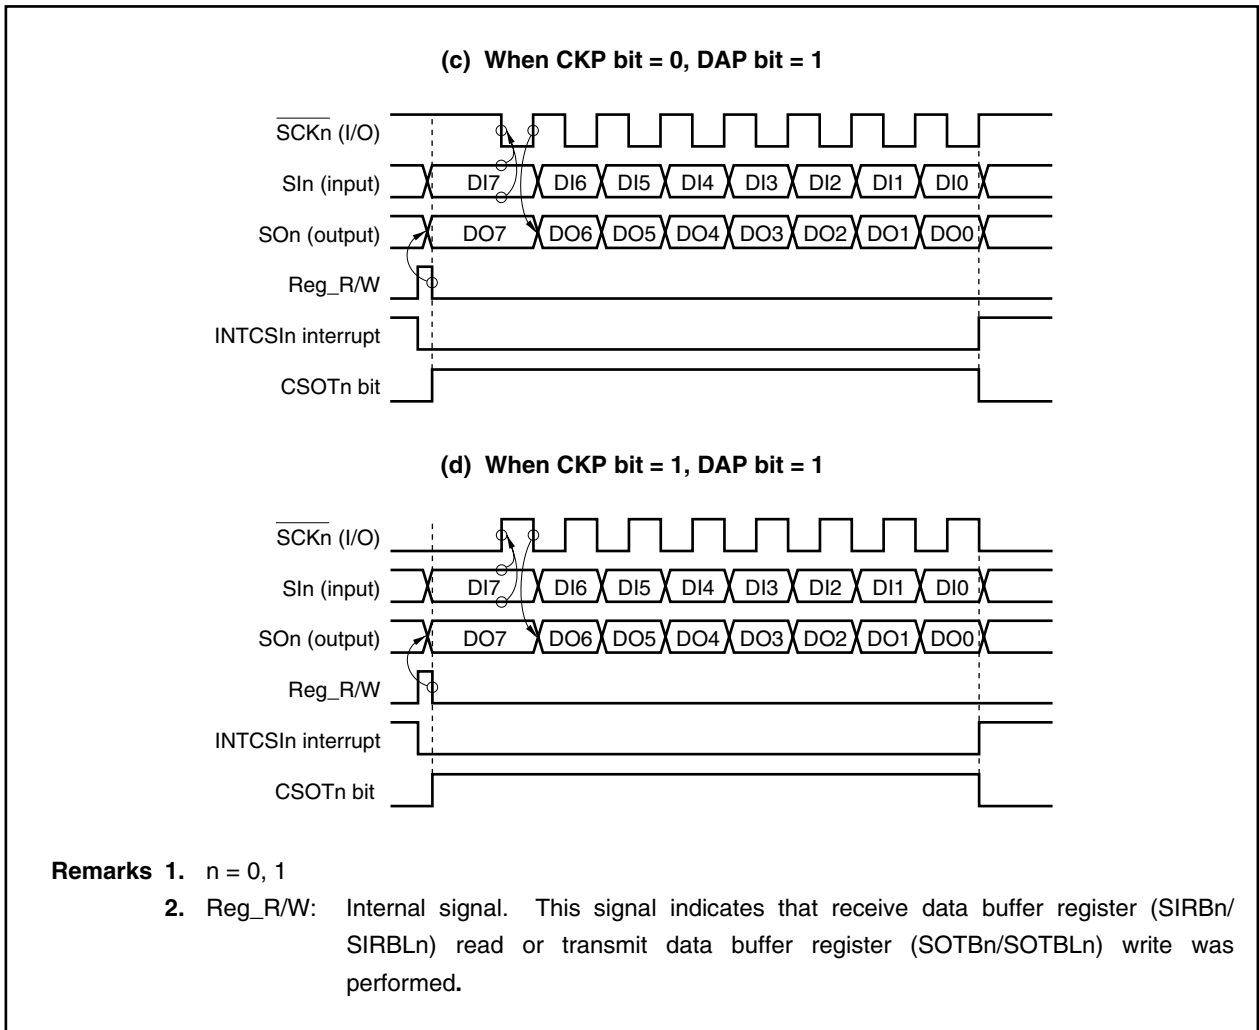 (c) When CKP bit = 0, DAP bit = 1
SCKn (I/O)
SIn (input) DI7 DI6 DI5 DI4 DI3 DI2 DI1 DI0
SOn (output) DO7 DO6 DO5 DO4 DO3 DO2 DO1 DO0
Reg_R/W
INTCSIn interrupt
CSOTn bit
(d) When CKP bit = 1, DAP bit = 1
SCKn (I/O)
SIn (input) DI7 DI6 DI5 DI4 DI3 DI2 DI1 DI0
SOn (output) DO7 DO6 DO5 DO4 DO3 DO2 DO1 DO0
Reg_R/W
INTCSIn interrupt
CSOTn bit
Remarks 1. n = 0, 1
2. Reg_R/W: Internal signal. This signal indicates that receive data buffer register (SIRBn/
SIRBLn) read or transmit data buffer register (SOTBn/SOTBLn) write was
performed.